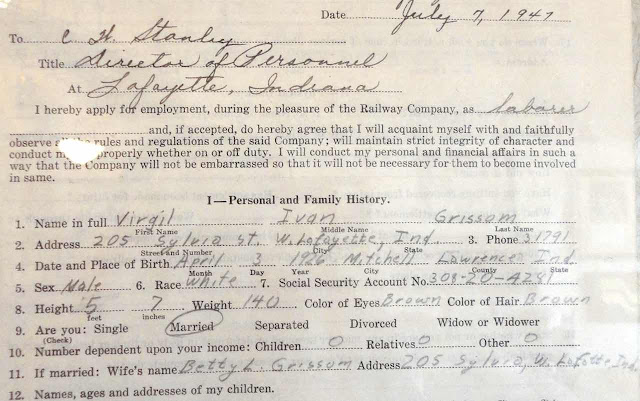 Date July 7, 1947
To C W. Stanley
Title Director of Personnel
At Lafayette, Indiana
I hereby apply for employment, during the pleasure of the Railway Company, as laborer
and, if accepted, do hereby agree that I will acquaint myself with and faithfully
observe rules and regulations of the said Company; will maintain strict integrity of character and
conduct properly whether on or off duty. I will conduct my personal and financial affairs in such a
way that the Company will not be embarrassed so that it will not be necessary for them to become involved
in same.
I—Personal and Family History.
1. Name in full Virgil Ivan Grissom
First Name Middle Name Last Name
2. Address 205 Sylvia St. W. Lafayette, Ind. 3. Phone 31791
Street and Number City State
4. Date and Place of Birth April 3 1926 Mitchell Lawrence Ind.
Month Day Year City County State
5. Sex Male 6. Race White 7. Social Security Account No.
8. Height 5 7 Weight 140 Color of Eyes Brown Color of Hair Brown
feet inches
9. Are you: Single Married Separated Divorced Widow or Widower
(Check)
10. Number dependent upon your income: Children 0 Relatives 0 Other 0
11. If married: Wife's name Betty L. Grissom Address 205 Sylvia, W. Lafayette Ind.
12. Names, ages and addresses of my children.